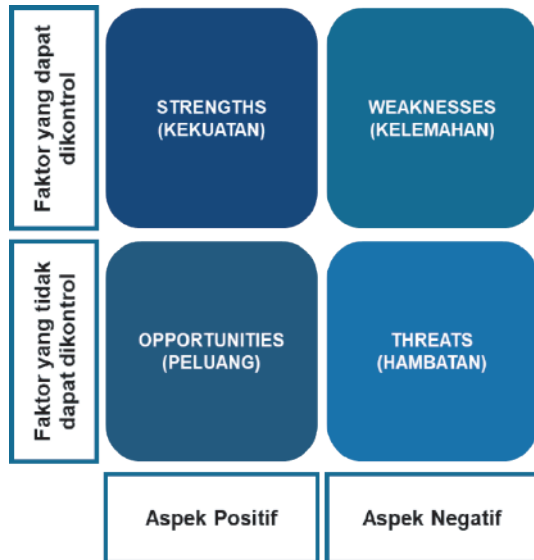 Faktor yang dapat
dikontrol
STRENGTHS
(KEKUATAN)
WEAKNESSES
(KELEMAHAN)
Faktor yang tidak
dapat dikontrol
OPPORTUNITIES
(PELUANG)
THREATS
(HAMBATAN)
Aspek Positif
Aspek Negatif